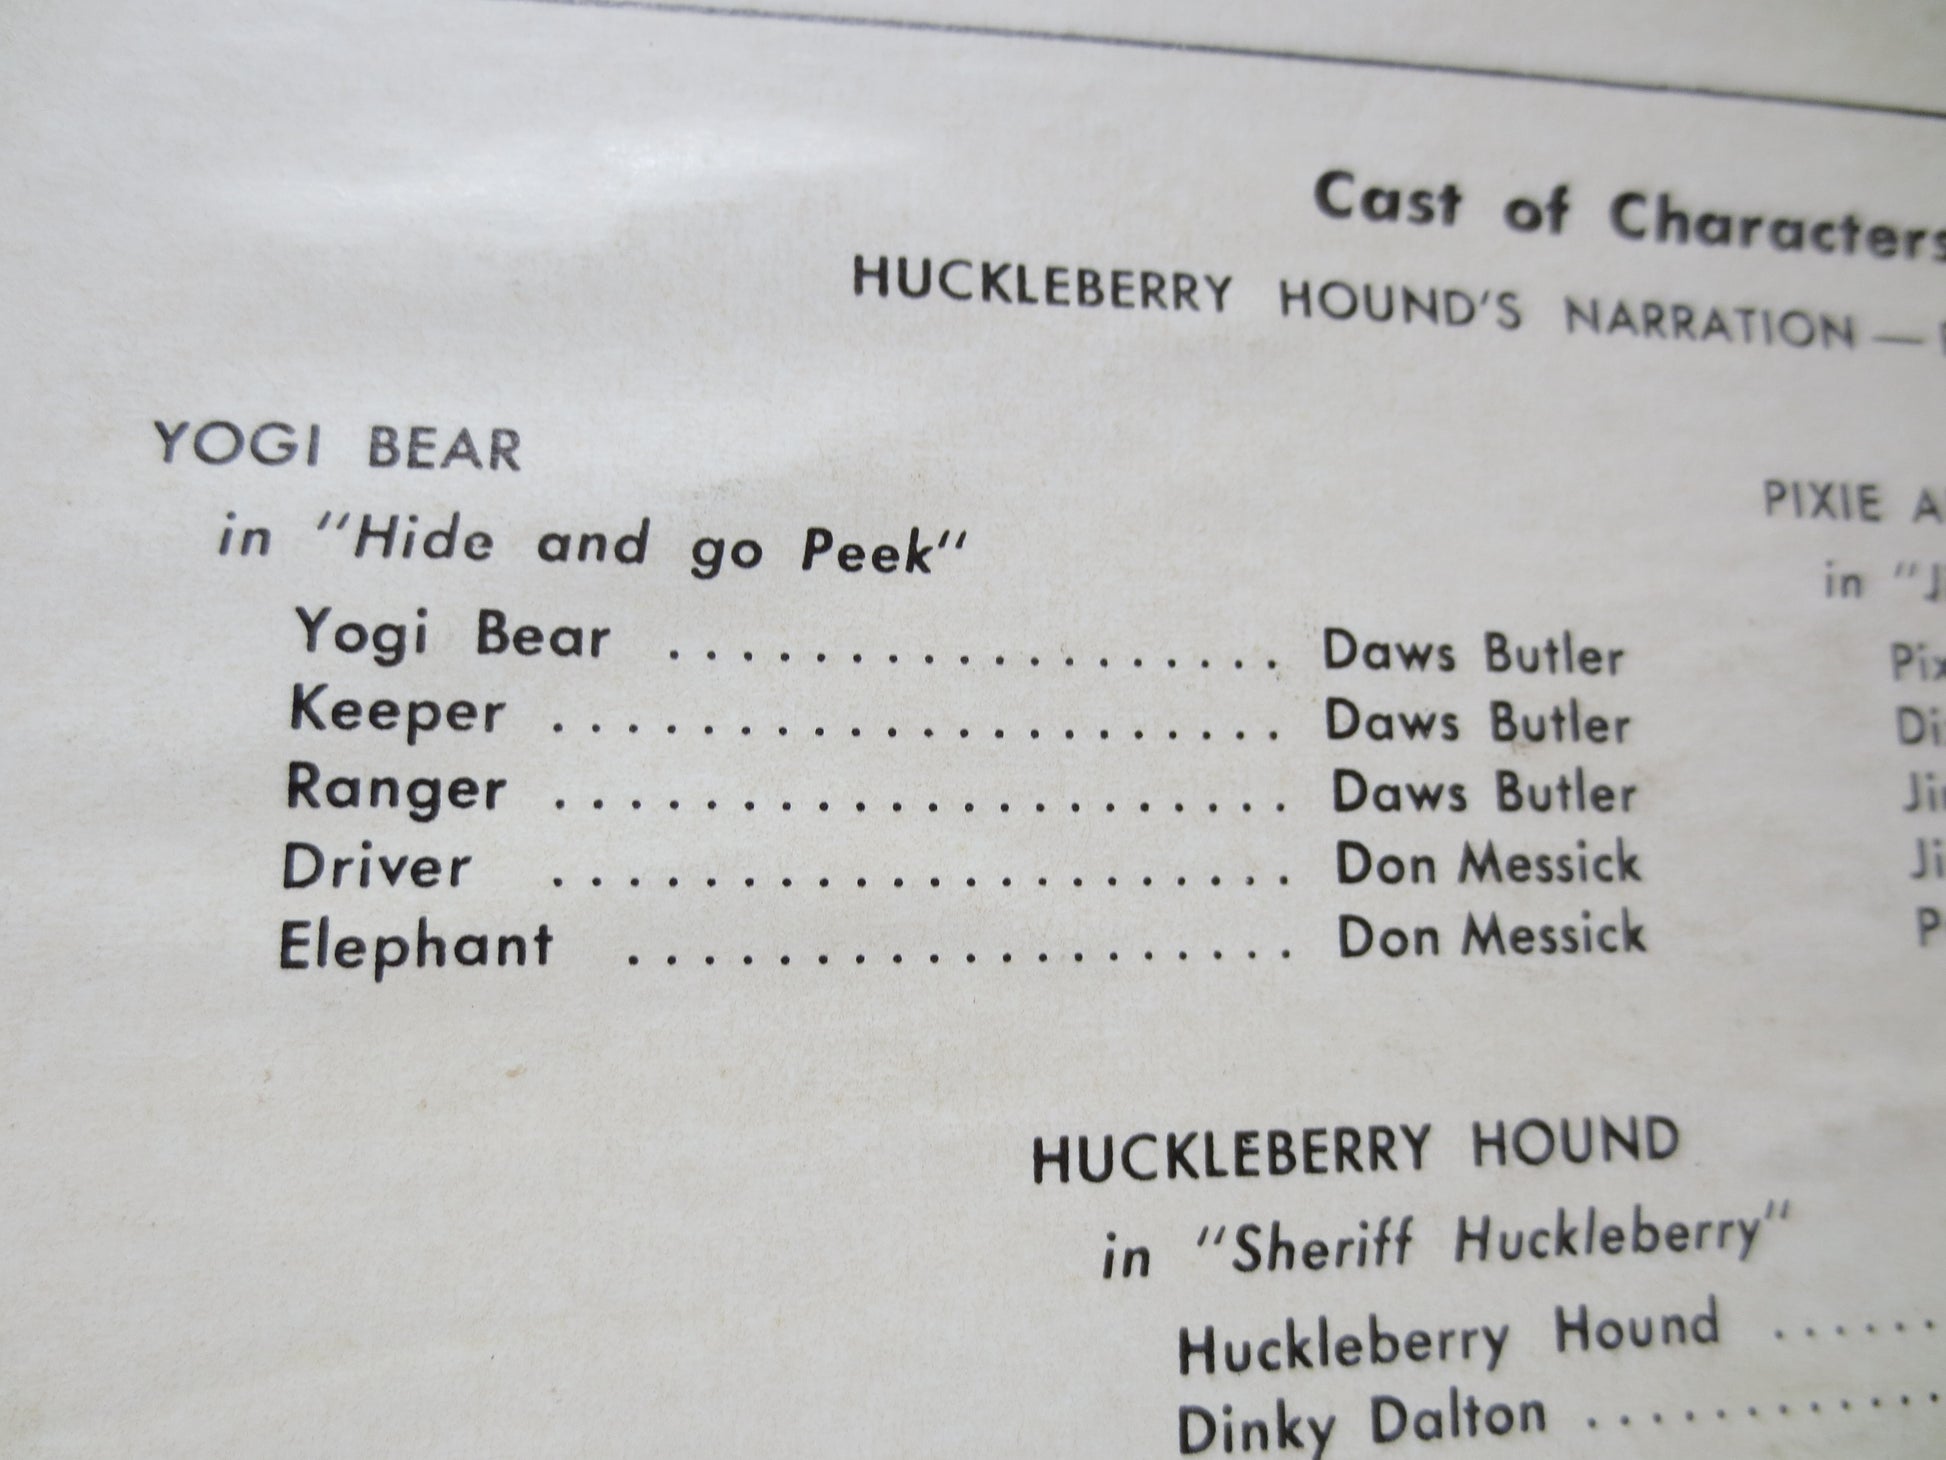 Cast of Characters
HUCKLEBERRY HOUND'S NARRATION —
YOGI BEAR
in "Hide and go Peek"
Yogi Bear . . . . . . . . . . . . . . . . . Daws Butler
Keeper . . . . . . . . . . . . . . . . . . . . Daws Butler
Ranger . . . . . . . . . . . . . . . . . . . . Daws Butler
Driver . . . . . . . . . . . . . . . . . . . . Don Messick
Elephant . . . . . . . . . . . . . . . . . . Don Messick
PIXIE
in
HUCKLEBERRY HOUND
in "Sheriff Huckleberry"
Huckleberry Hound . . . . . .
Dinky Dalton . . . . . . . . . . .